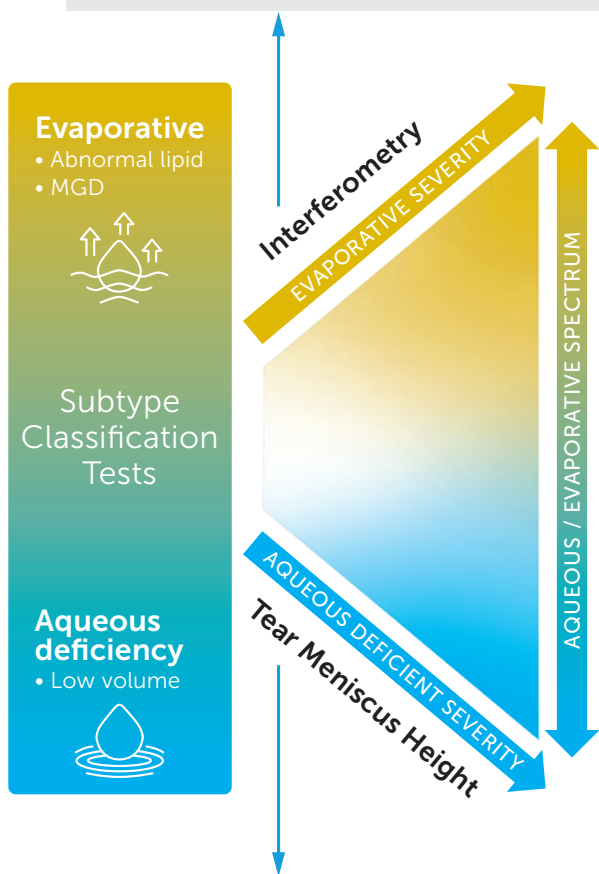 Evaporative
• Abnormal lipid
• MGD
Subtype
Classification
Tests
Aqueous
deficiency
• Low volume
Interferometry
EVAPORATIVE SEVERITY
AQUEOUS DEFICIENT SEVERITY
Tear Meniscus Height
AQUEOUS / EVAPORATIVE SPECTRUM